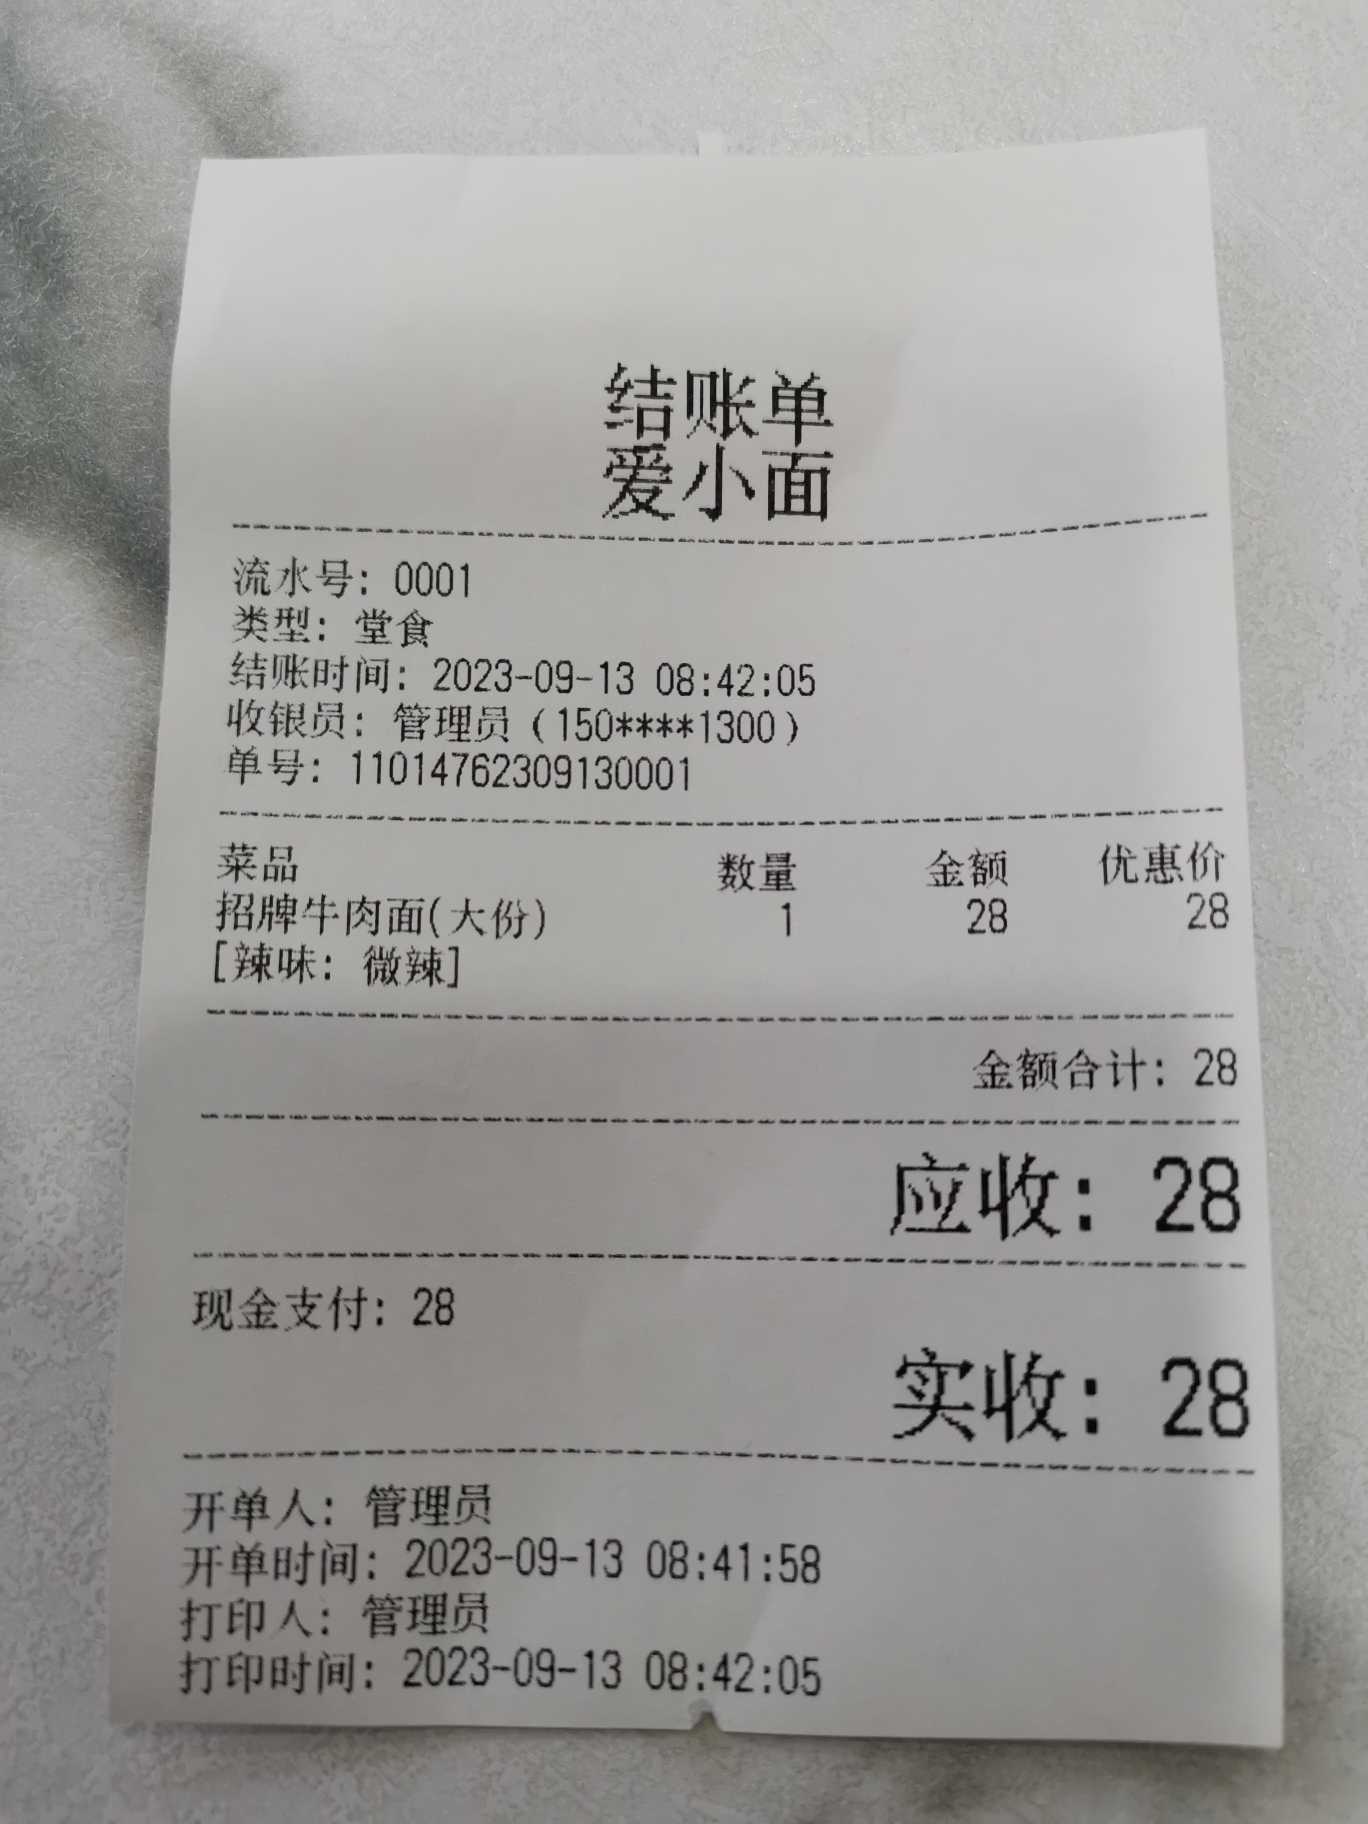 结账单
爱小面
流水号: 0001
类型: 堂食
结账时间: 2023-09-13 08:42:05
收银员: 管理员 (150****1300)
单号: 11014762309130001
菜品 数量 金额 优惠价
招牌牛肉面(大份) 1 28 28
[辣味: 微辣]
金额合计: 28
应收: 28
现金支付: 28
实收: 28
开单人: 管理员
开单时间: 2023-09-13 08:41:58
打印人: 管理员
打印时间: 2023-09-13 08:42:05